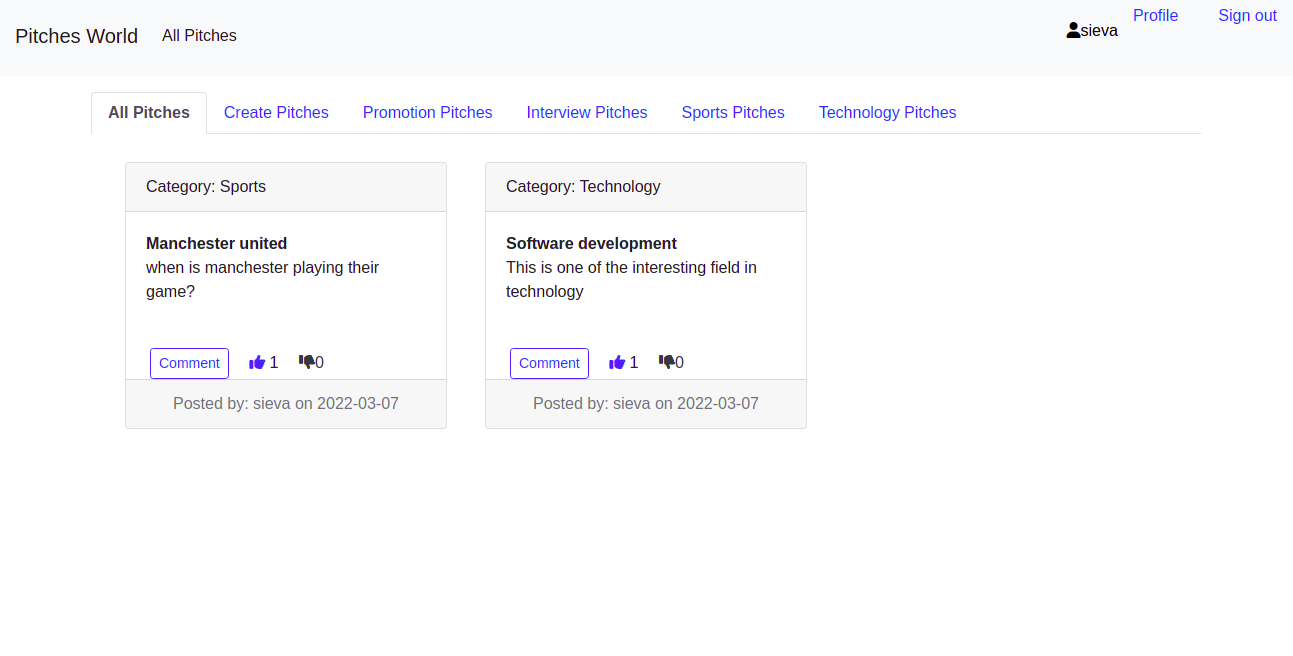 Pitches World All Pitches sieva Profile Sign out
All Pitches Create Pitches Promotion Pitches Interview Pitches Sports Pitches Technology Pitches
Category: Sports
Manchester united
when is manchester playing their
game?
Comment 1 0
Posted by: sieva on 2022-03-07
Category: Technology
Software development
This is one of the interesting field in
technology
Comment 1 0
Posted by: sieva on 2022-03-07